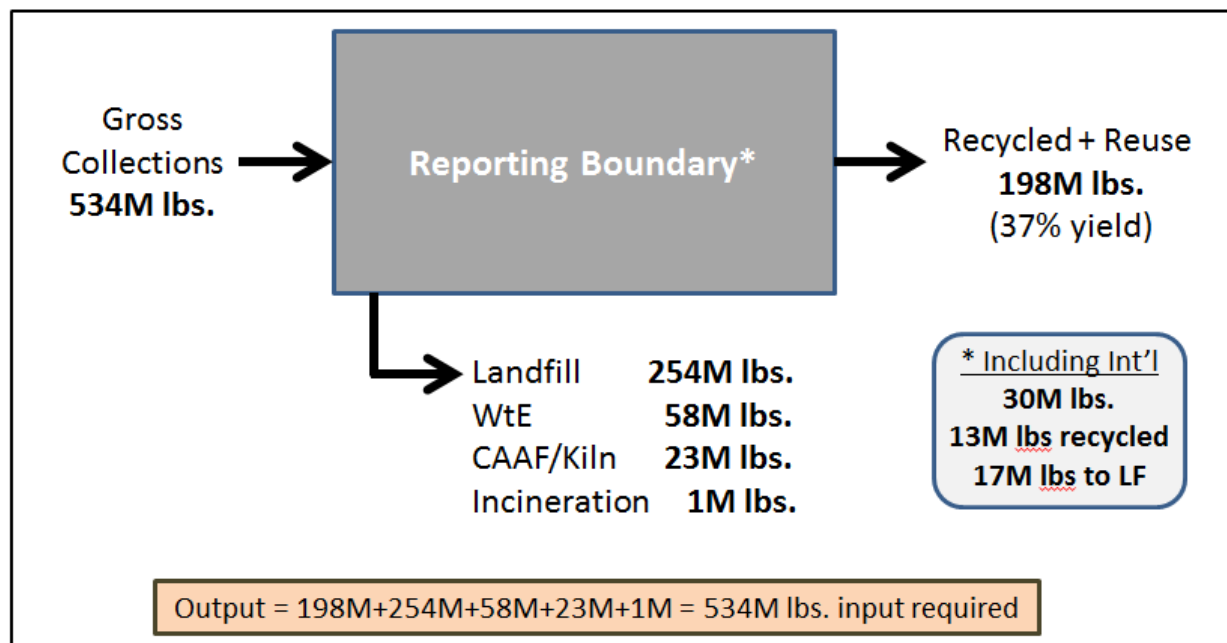 Gross
Collections
534M lbs.
Reporting Boundary*
Recycled + Reuse
198M lbs.
(37% yield)
Landfill 254M lbs.
WtE 58M lbs.
CAAF/Kiln 23M lbs.
Incineration 1M lbs.
* Including Int’l
30M lbs.
13M lbs recycled
17M lbs to LF
Output = 198M+254M+58M+23M+1M = 534M lbs. input required